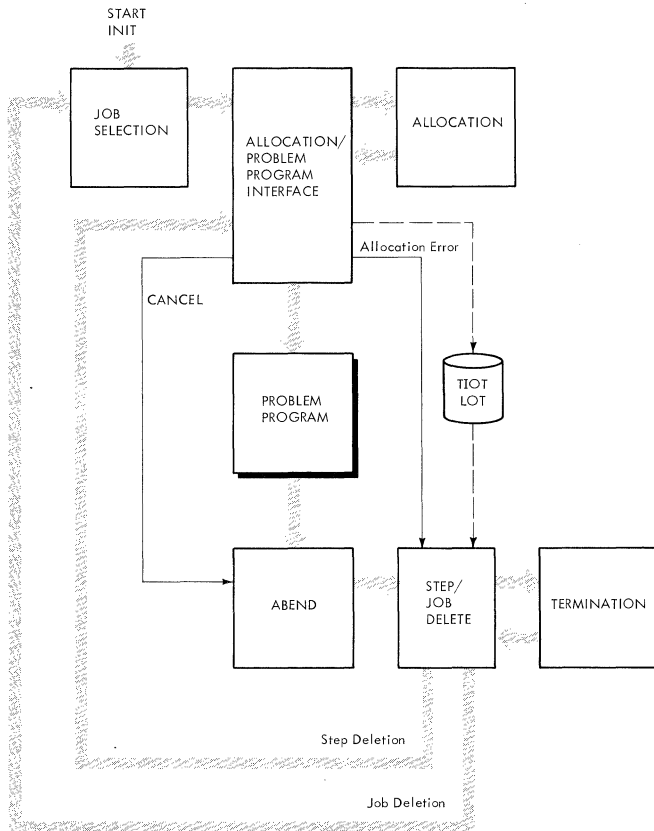 START
INIT
JOB
SELECTION
ALLOCATION/
PROBLEM
PROGRAM
INTERFACE
ALLOCATION
Allocation Error
CANCEL
TIOT
LOT
PROBLEM
PROGRAM
ABEND
STEP/
JOB
DELETE
TERMINATION
Step Deletion
Job Deletion